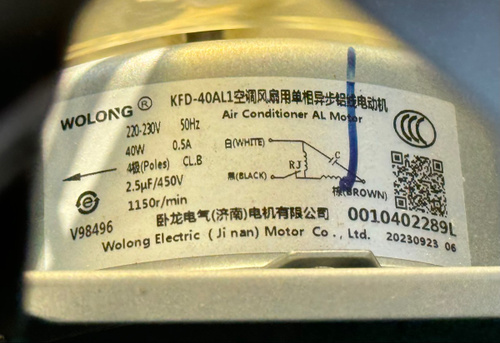 WOLONG ® KFD-40AL1空调风扇用单相异步铝线电动机
Air Conditioner AL Motor
220-230V 50Hz
40W 0.5A
4极(Poles) CL.B
2.5μF/450V
1150r/min
白(WHITE)
C
RJ
黑(BLACK)
棕(BROWN)
CCC
e
V98496
卧龙电气(济南)电机有限公司 0010402289L
Wolong Electric (Ji nan) Motor Co., Ltd. 20230923 06